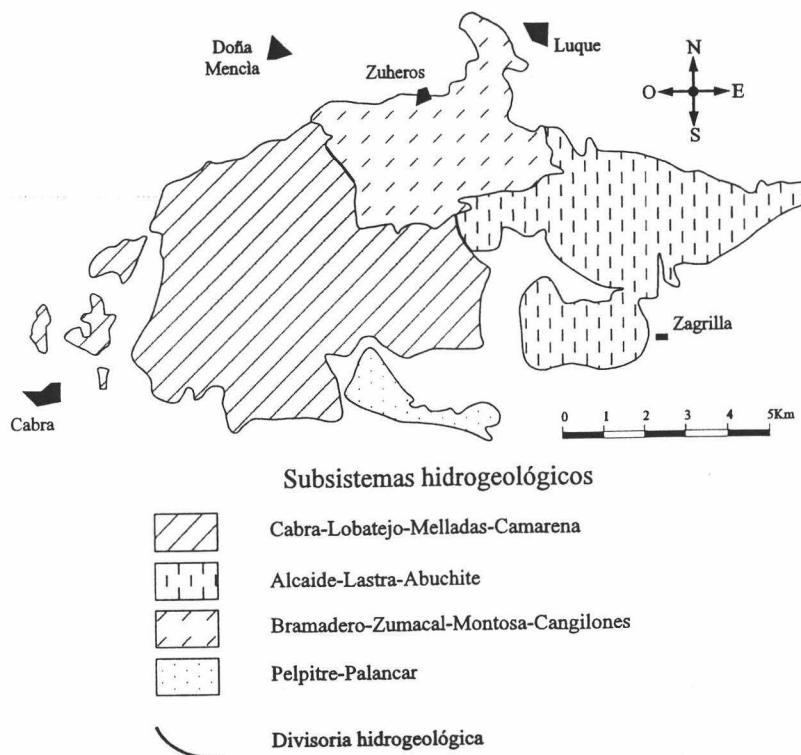 Doña
Mencìa
Luque
Zuheros
N
O
E
S
Zagrilla
Cabra
0 1 2 3 4 5Km
Subsistemas hidrogeológicos
Cabra-Lobatejo-Melladas-Camarena
Alcaide-Lastra-Abuchite
Bramadero-Zumacal-Montosa-Cangilones
Pelpitre-Palancar
Divisoria hidrogeológica